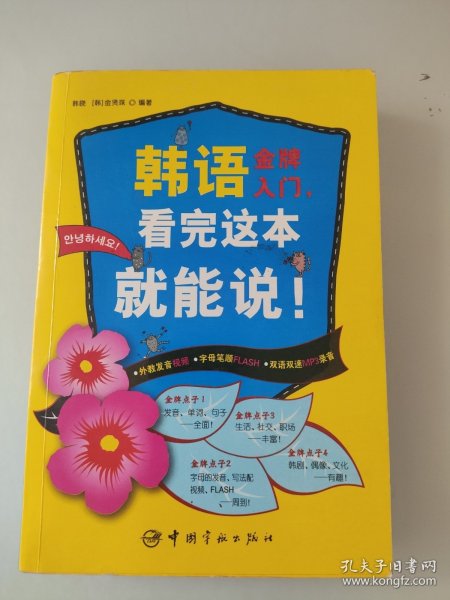 韩晓 [韩]金贤珠 ◎ 编著
韩语金牌入门,
看完这本
就能说!
안녕하세요!
·外教发音视频 ·字母笔顺FLASH ·双语双速MP3录音
金牌点子1
发音、单词、句子
——全面!
金牌点子3
生活、社交、职场
——丰富!
金牌点子2
字母的发音、写法配
视频、FLASH
——周到!
金牌点子4
韩剧、偶像、文化
——有趣!
中国宇航出版社
孔夫子旧书网
www.kongfz.com